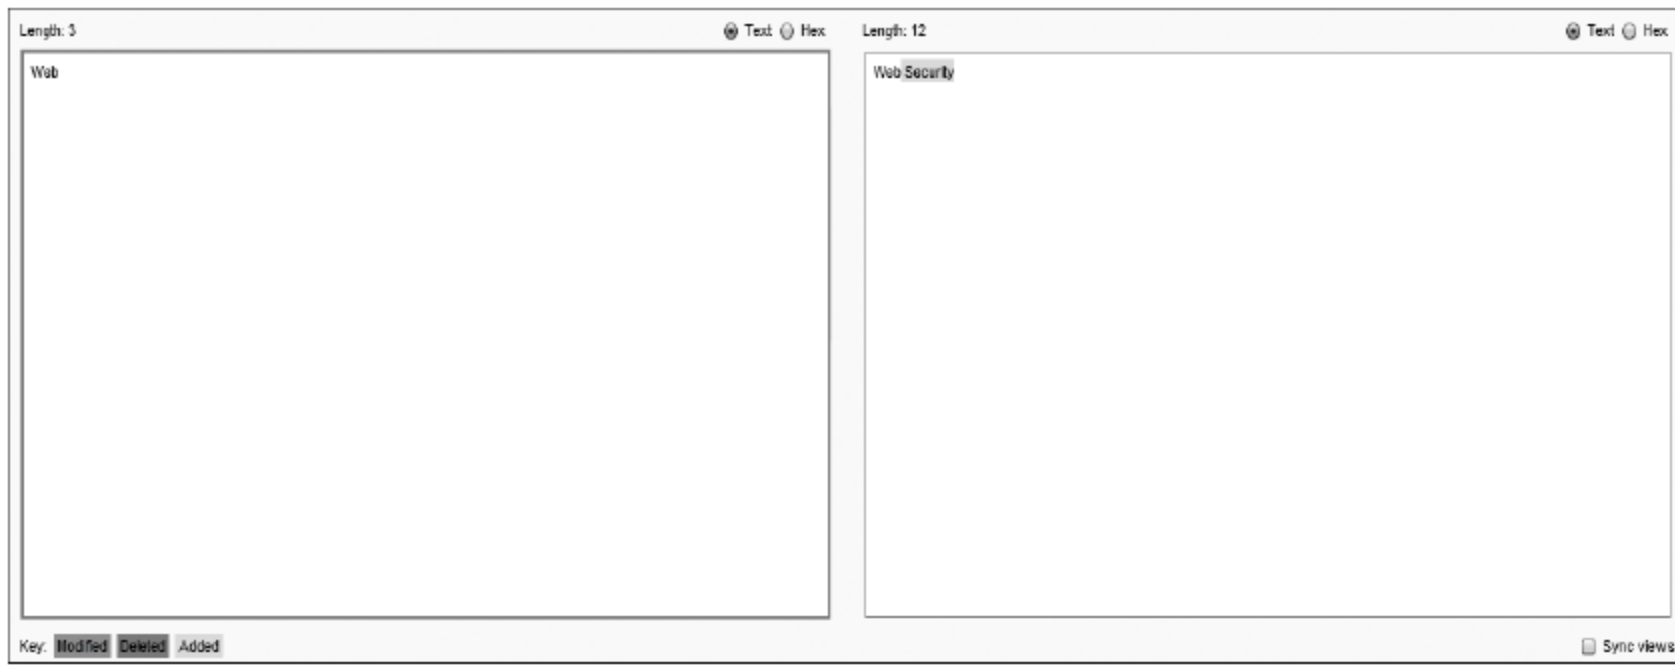 Length: 3 Text Hex Length: 12 Text Hex
Web
Web Security
Key: Modified Deleted Added Sync views